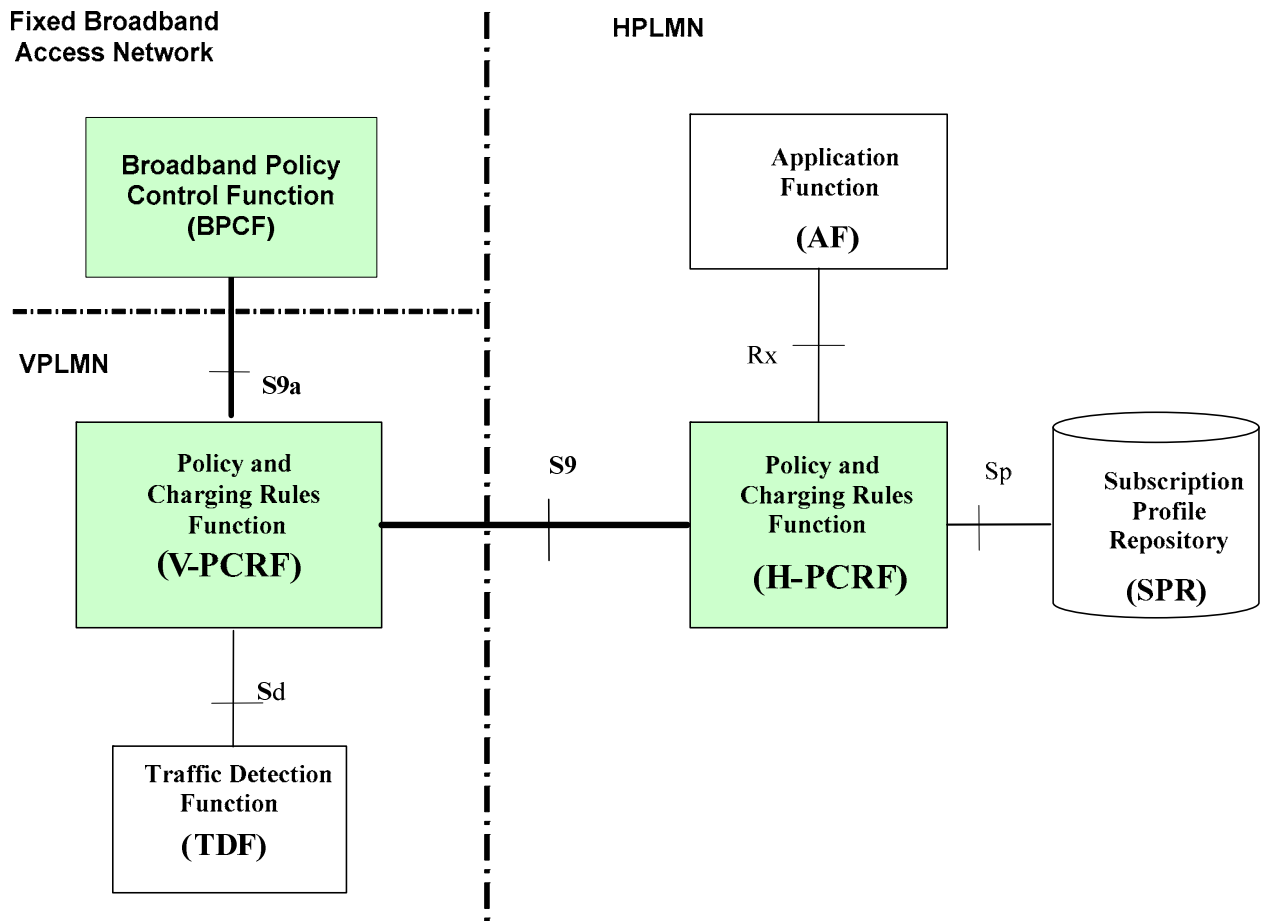 Fixed Broadband
Access Network
HPLMN
Broadband Policy
Control Function
(BPCF)
Application
Function
(AF)
VPLMN
S9a
Rx
Policy and
Charging Rules
Function
(V-PCRF)
S9
Policy and
Charging Rules
Function
(H-PCRF)
Sp
Subscription
Profile
Repository
(SPR)
Sd
Traffic Detection
Function
(TDF)